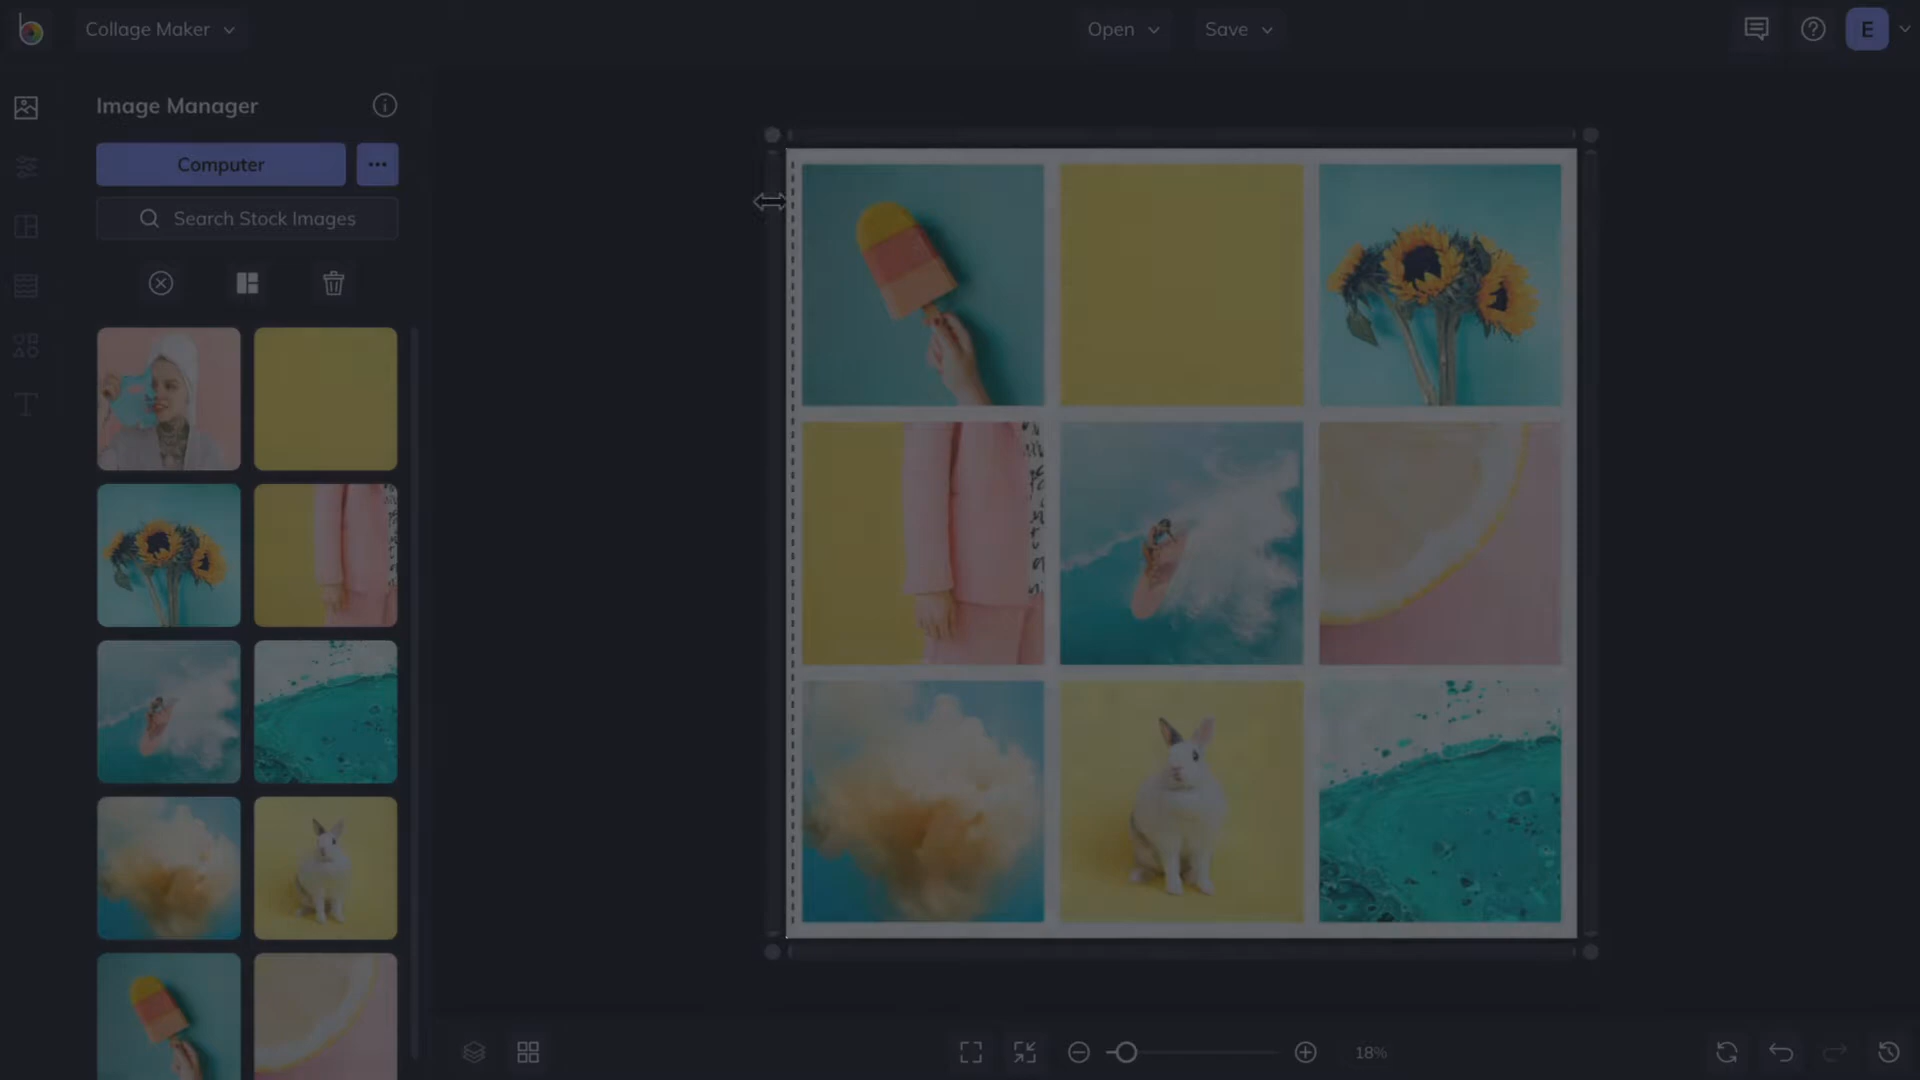 Collage Maker
Open
Save
E
Image Manager
Computer
Search Stock Images
18%